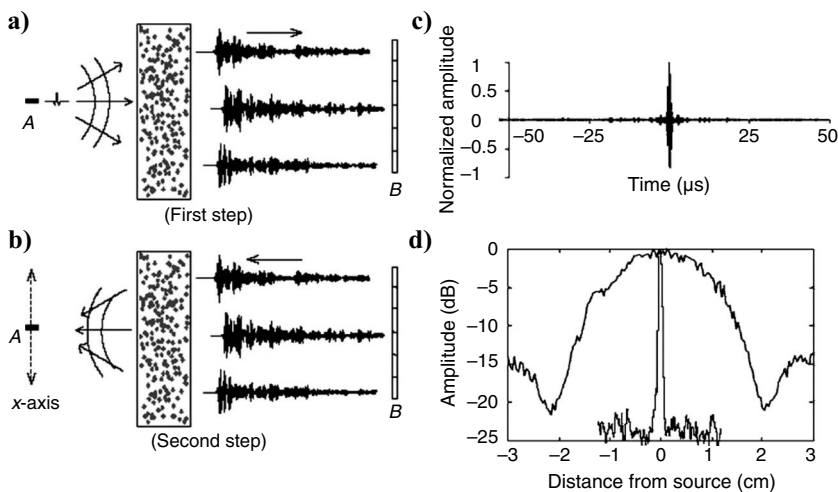 a)
A
(First step)
B
b)
A
x-axis
(Second step)
B
c)
Normalized amplitude
1
0.5
0
−0.5
−1
−50
−25
25
50
Time (µs)
d)
Amplitude (dB)
0
−5
−10
−15
−20
−25
−3
−2
−1
0
1
2
3
Distance from source (cm)